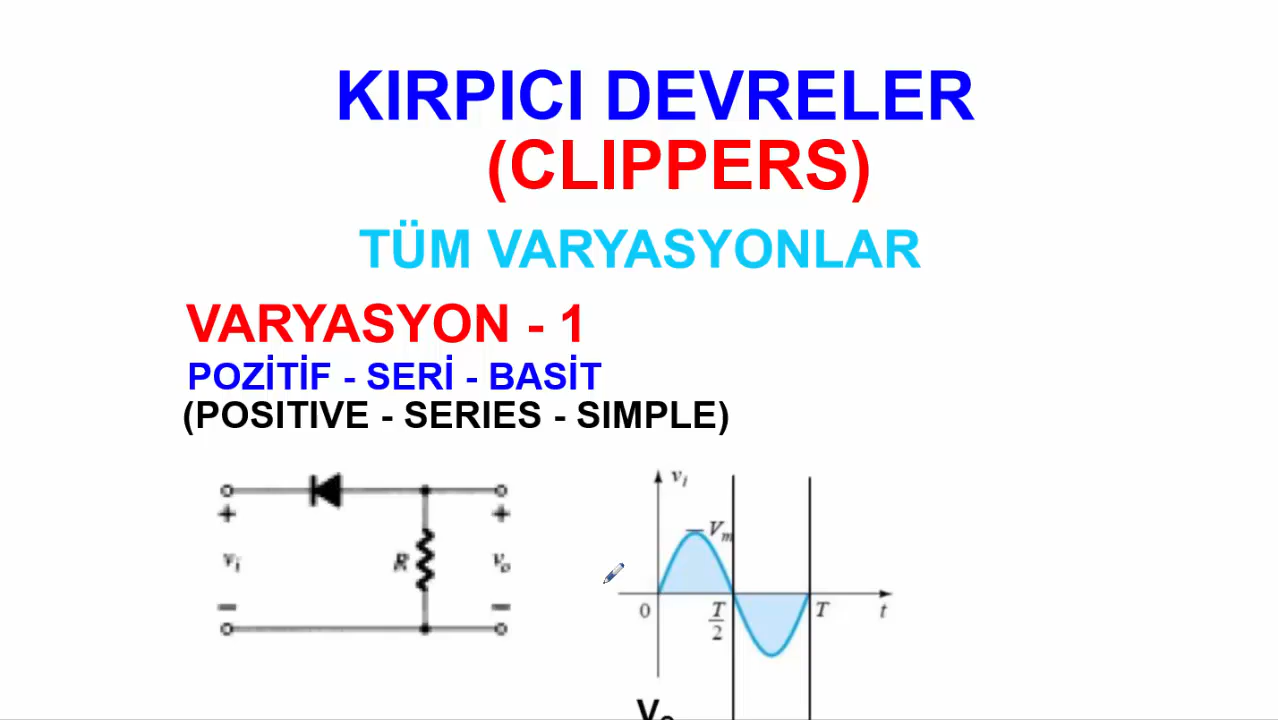 KIRPICI DEVRELER
(CLIPPERS)
TÜM VARYASYONLAR
VARYASYON - 1
POZİTİF - SERİ - BASİT
(POSITIVE - SERIES - SIMPLE)
+ + 
vi R vo
− −
vi
Vm
0 T/2 T t
Vo